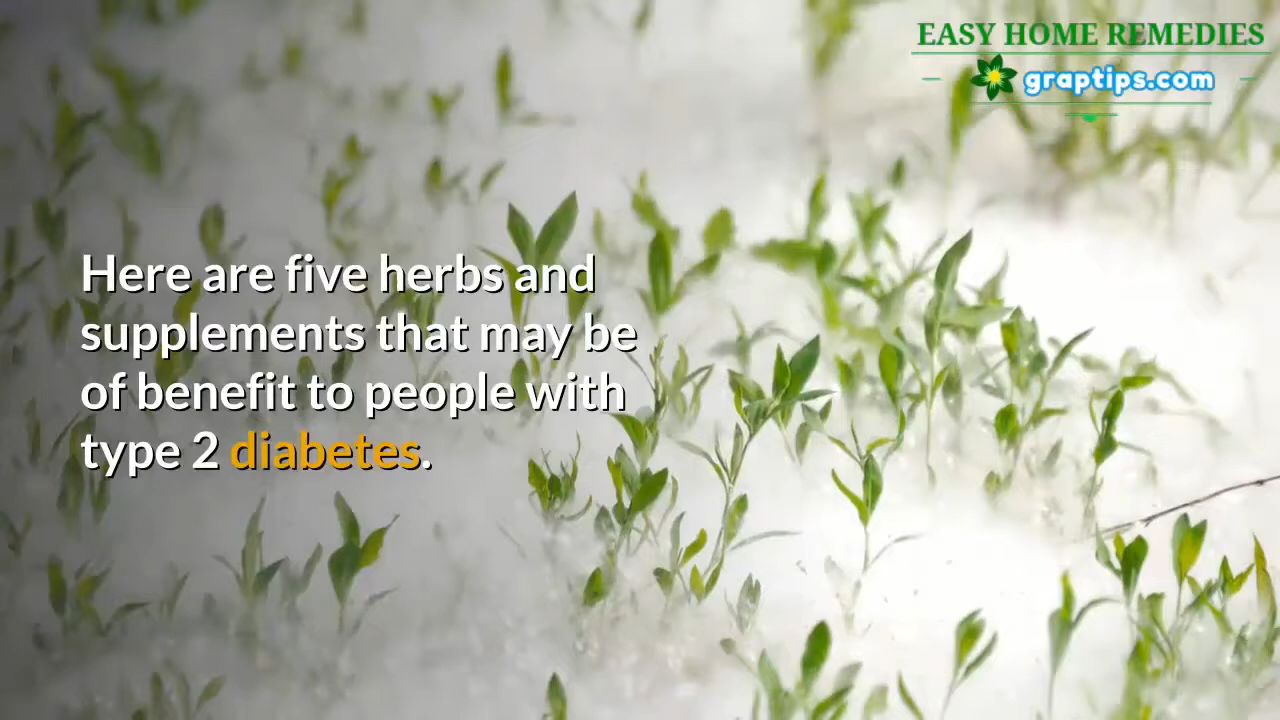 EASY HOME REMEDIES
graptips.com
Here are five herbs and
supplements that may be
of benefit to people with
type 2 diabetes.